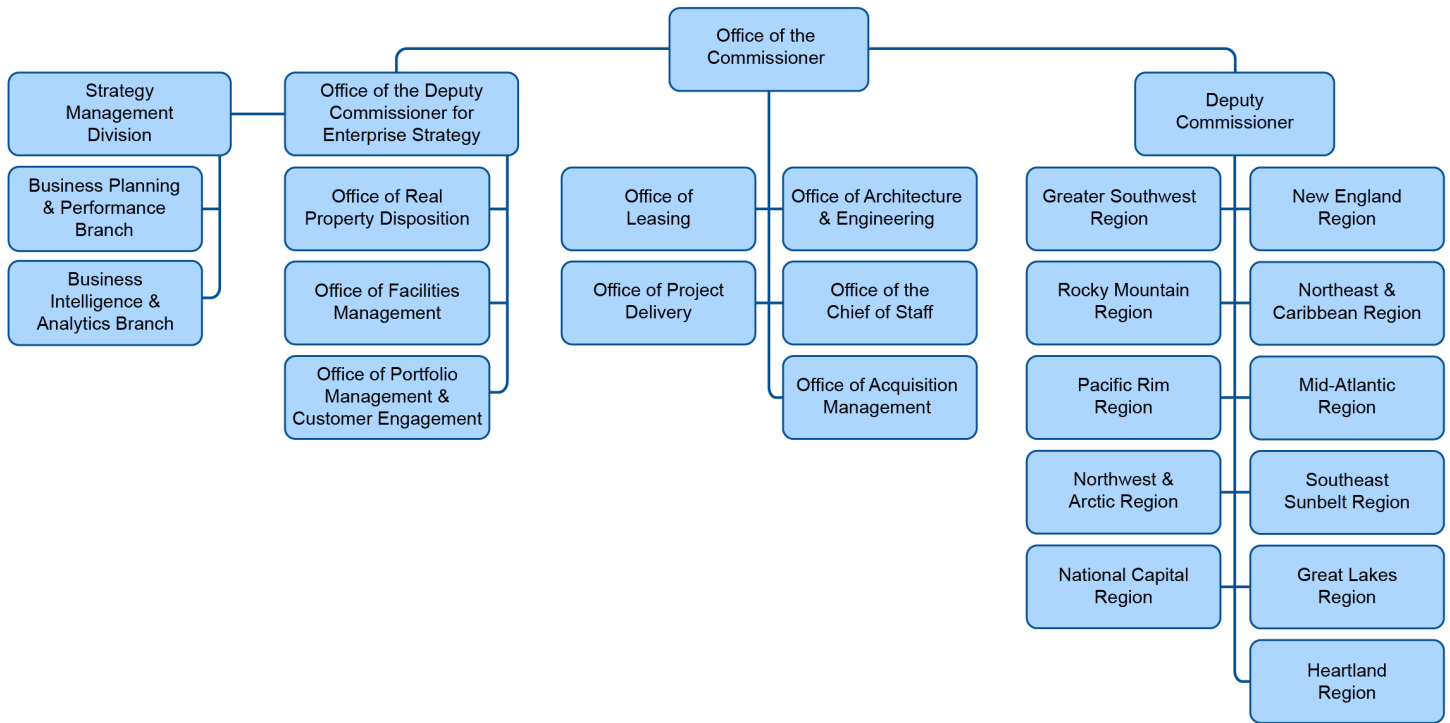 Office of the
Commissioner
Strategy
Management
Division
Office of the Deputy
Commissioner for
Enterprise Strategy
Deputy
Commissioner
Business Planning
& Performance
Branch
Business
Intelligence &
Analytics Branch
Office of Real
Property Disposition
Office of Facilities
Management
Office of Portfolio
Management &
Customer Engagement
Office of
Leasing
Office of Architecture
& Engineering
Office of Project
Delivery
Office of the
Chief of Staff
Office of Acquisition
Management
Greater Southwest
Region
New England
Region
Rocky Mountain
Region
Northeast &
Caribbean Region
Pacific Rim
Region
Mid-Atlantic
Region
Northwest &
Arctic Region
Southeast
Sunbelt Region
National Capital
Region
Great Lakes
Region
Heartland
Region